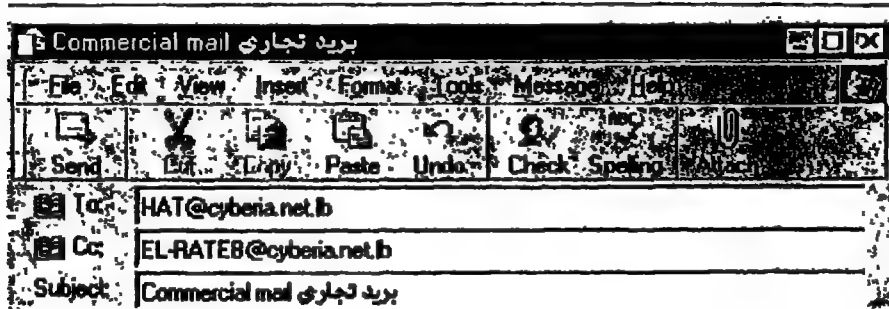 Commercial mail بريد تجاري
File Edit View Insert Format Tools Message Help
Send Cut Copy Paste Undo Check Spelling Attach
To: HAT@cyberia.net.lb
Cc: EL-RATEB@cyberia.net.lb
Subject: Commercial mail بريد تجاري